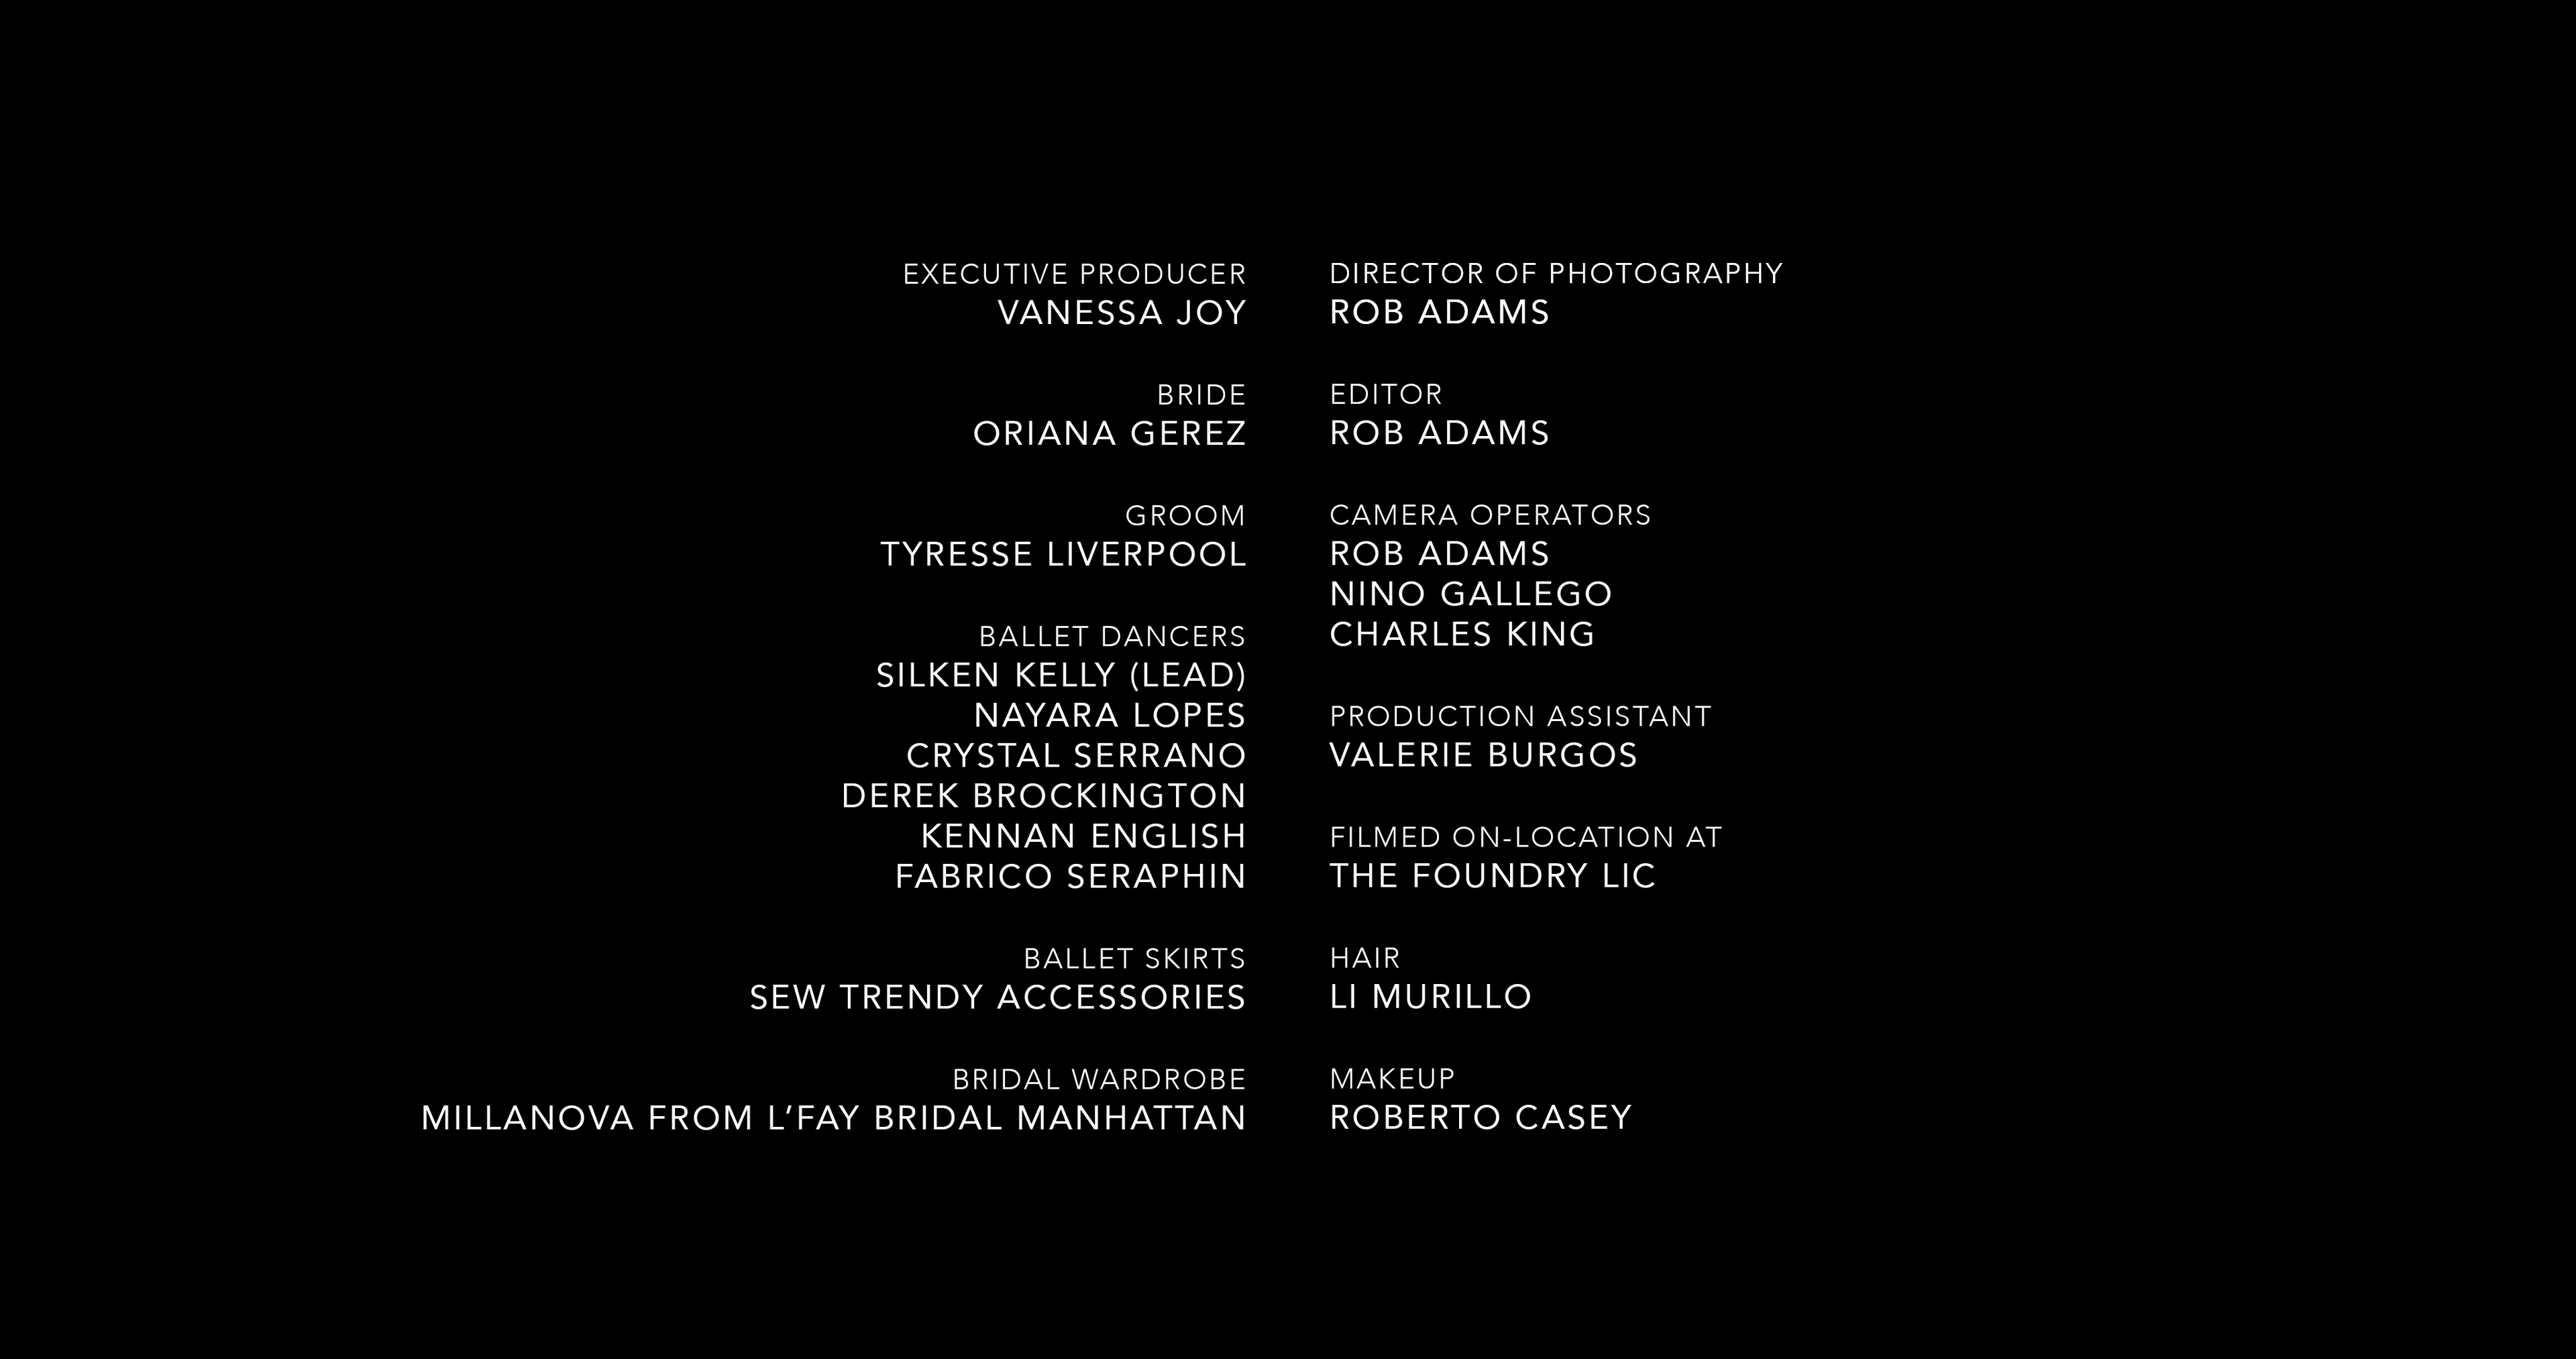 EXECUTIVE PRODUCER
VANESSA JOY
BRIDE
ORIANA GEREZ
GROOM
TYRESSE LIVERPOOL
BALLET DANCERS
SILKEN KELLY (LEAD)
NAYARA LOPES
CRYSTAL SERRANO
DEREK BROCKINGTON
KENNAN ENGLISH
FABRICO SERAPHIN
BALLET SKIRTS
SEW TRENDY ACCESSORIES
BRIDAL WARDROBE
MILLANOVA FROM L‘FAY BRIDAL MANHATTAN
DIRECTOR OF PHOTOGRAPHY
ROB ADAMS
EDITOR
ROB ADAMS
CAMERA OPERATORS
ROB ADAMS
NINO GALLEGO
CHARLES KING
PRODUCTION ASSISTANT
VALERIE BURGOS
FILMED ON-LOCATION AT
THE FOUNDRY LIC
HAIR
LI MURILLO
MAKEUP
ROBERTO CASEY